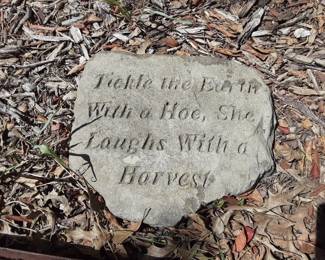 Tickle the Earth
With a Hoe, She
Laughs With a
Harvest